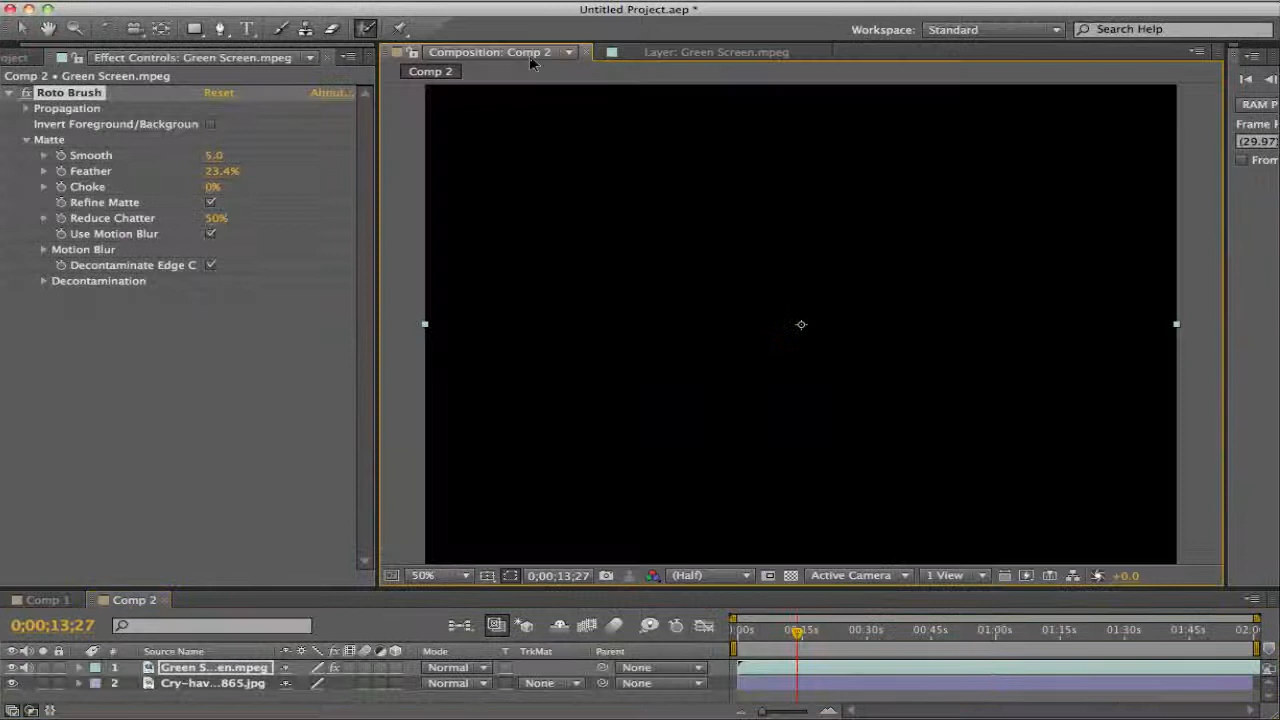 Untitled Project.aep *
Workspace: Standard Search Help
oject Effect Controls: Green Screen.mpeg
Composition: Comp 2 Layer: Green Screen.mpeg
Comp 2 • Green Screen.mpeg
Comp 2
Roto Brush Reset
Propagation
RAM P
Invert Foreground/Backgroun
Frame
Matte
(29.97)
Smooth 5.0
From
Feather 23.4%
Choke 0%
Refine Matte
Reduce Chatter 50%
Use Motion Blur
Motion Blur
Decontaminate Edge C
Decontamination
50% 0;00;13;27 (Half) Active Camera 1 View +0.0
Comp 1 Comp 2
0;00;13;27
:00s 00:15s 00:30s 00:45s 01:00s 01:15s 01:30s 01:45s 02:0
# Source Name Mode T TrkMat Parent
1 Green S...en.mpeg Normal None
2 Cry-hav...865.jpg Normal None None